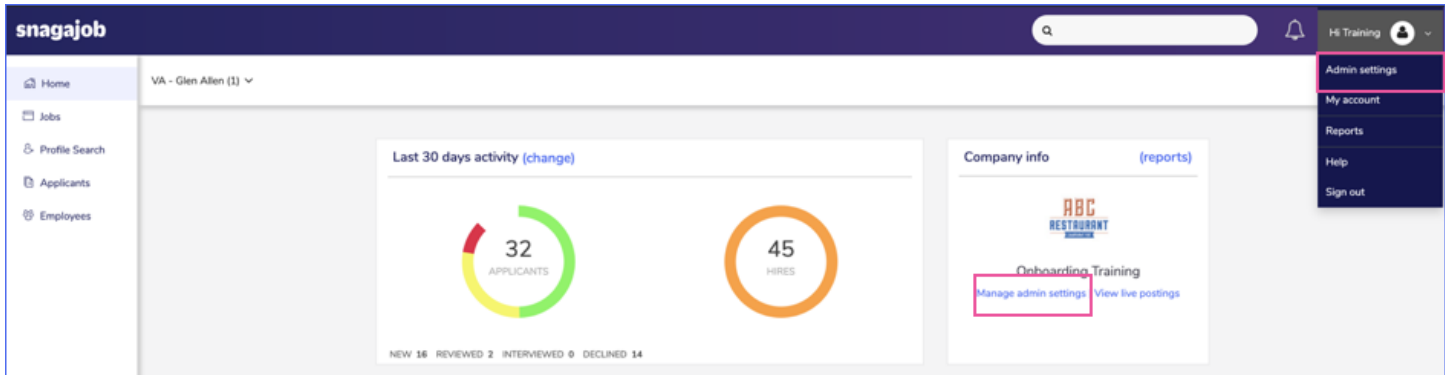 snagajob
Hi Training
Home
Jobs
Profile Search
Applicants
Employees
VA - Glen Allen (1)
Last 30 days activity (change)
32
APPLICANTS
45
HIRES
NEW 16 REVIEWED 2 INTERVIEWED 0 DECLINED 14
Company info (reports)
ABC
RESTAURANT
Onboarding Training
Manage admin settings View live postings
Admin settings
My account
Reports
Help
Sign out